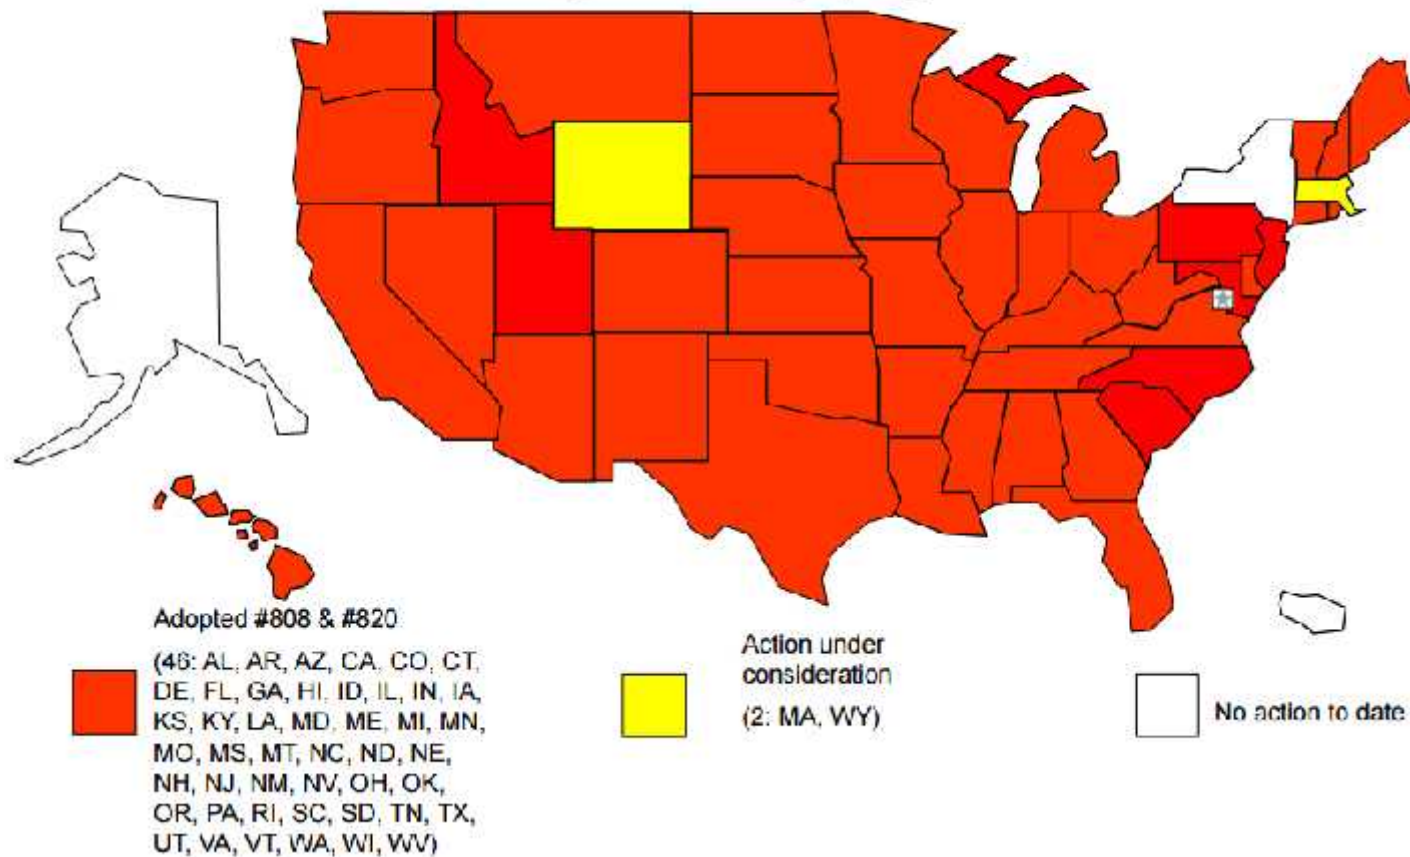 Adopted #808 & #820
(46: AL, AR, AZ, CA, CO, CT,
DE, FL, GA, HI, ID, IL, IN, IA,
KS, KY, LA, MD, ME, MI, MN,
MO, MS, MT, NC, ND, NE,
NH, NJ, NM, NV, OH, OK,
OR, PA, RI, SC, SD, TN, TX,
UT, VA, VT, WA, WI, WV)
Action under
consideration
(2: MA, WY)
No action to date